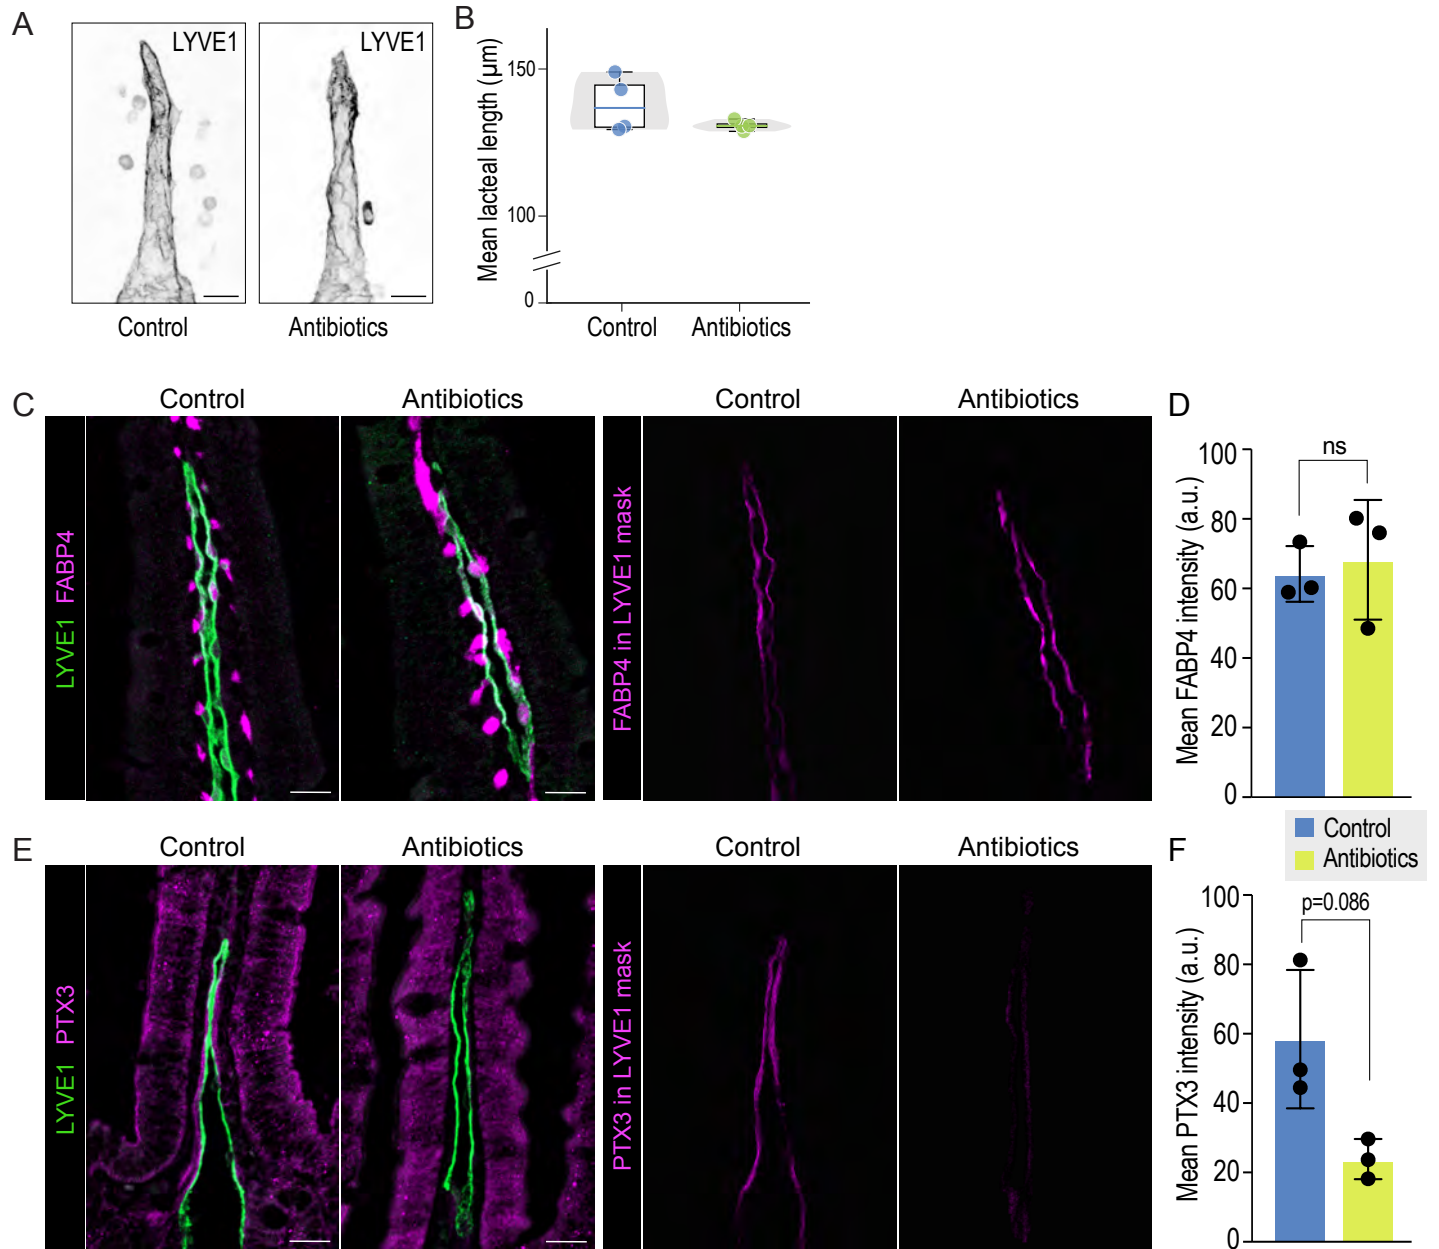 A
LYVE1
LYVE1
Control
Antibiotics
B
Mean lacteal length (µm)
150
100
0
Control
Antibiotics
C
Control
Antibiotics
Control
Antibiotics
LYVE1 FABP4
FABP4 in LYVE1 mask
D
Mean FABP4 intensity (a.u.)
100
80
60
40
20
0
ns
Control
Antibiotics
E
Control
Antibiotics
Control
Antibiotics
LYVE1 PTX3
PTX3 in LYVE1 mask
F
Mean PTX3 intensity (a.u.)
100
80
60
40
20
0
p=0.086